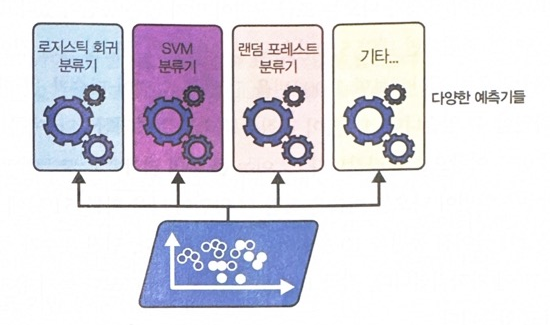 로지스틱 회귀
분류기
SVM
분류기
랜덤 포레스트
분류기
기타...
다양한 예측기들